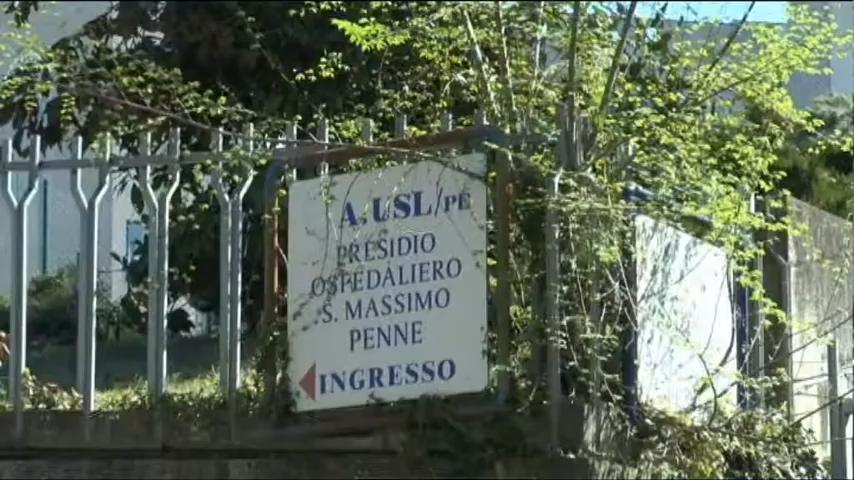 A. USL/PE
PRESIDIO
OSPEDALIERO
S. MASSIMO
PENNE
INGRESSO